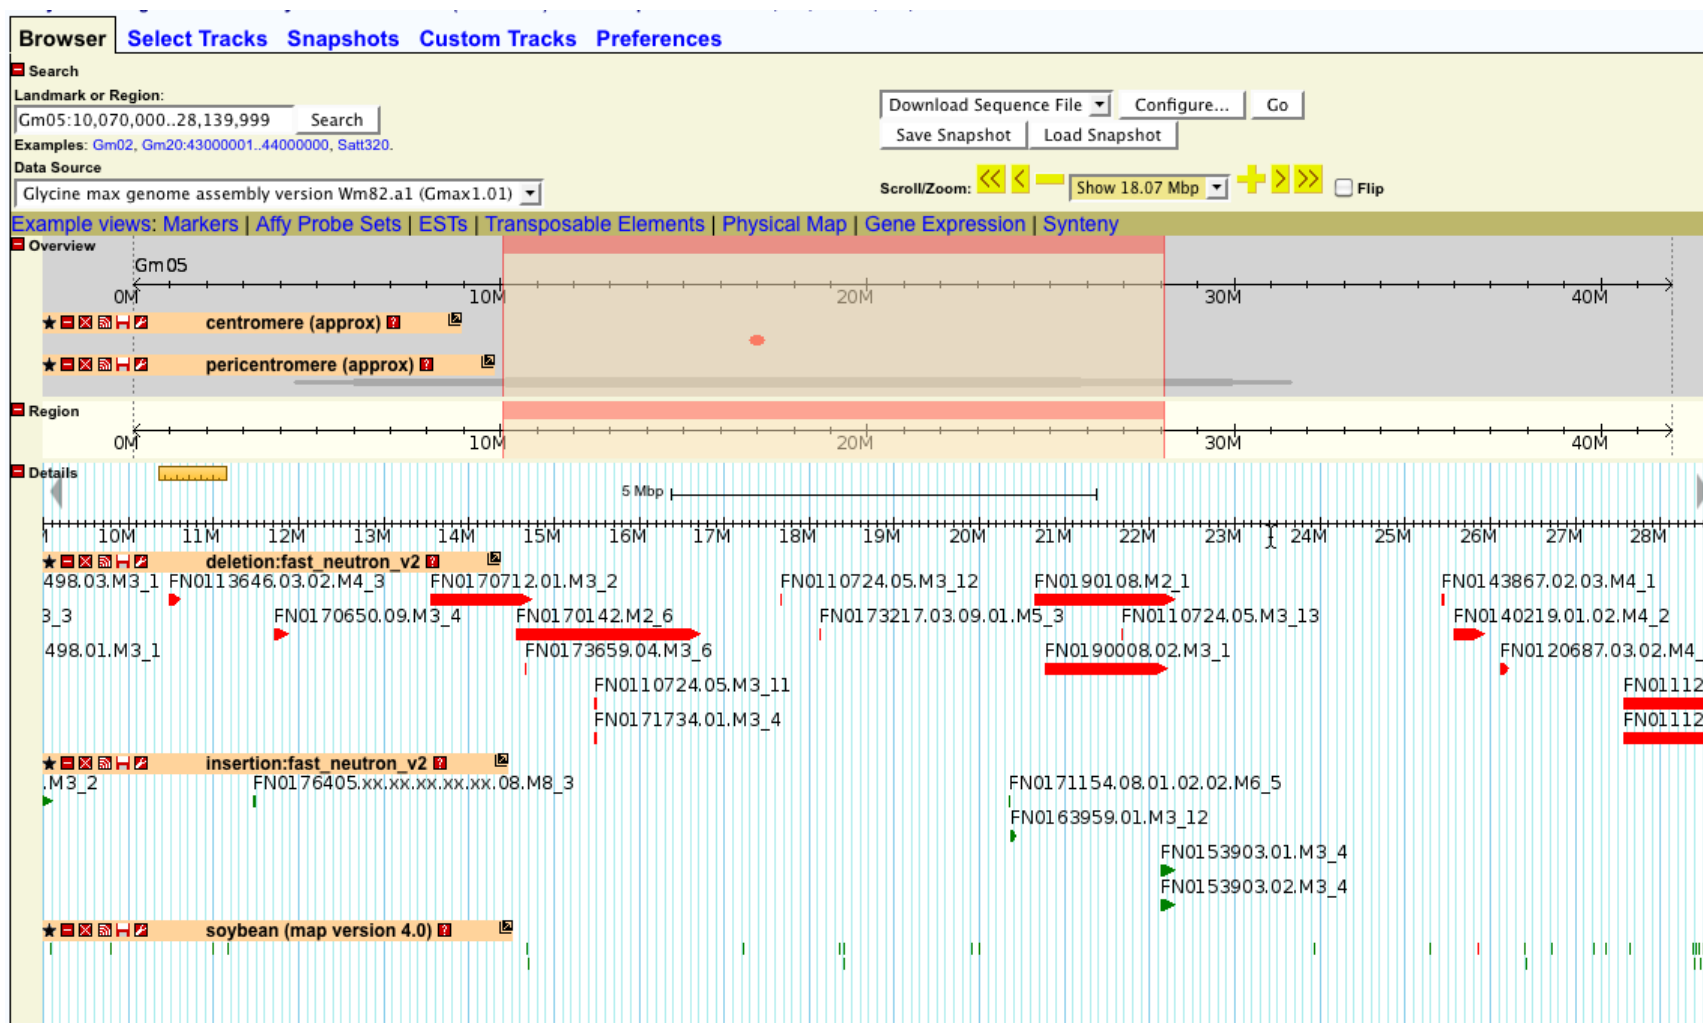 Browser Select Tracks Snapshots Custom Tracks Preferences
Search
Landmark or Region:
Gm05:10,070,000..28,139,999 Search
Examples: Gm02, Gm20:43000001..44000000, Satt320.
Download Sequence File Configure... Go
Save Snapshot Load Snapshot
Data Source
Glycine max genome assembly version Wm82.a1 (Gmax1.01)
Scroll/Zoom: << < Show 18.07 Mbp > >> Flip
Example views: Markers | Affy Probe Sets | ESTs | Transposable Elements | Physical Map | Gene Expression | Synteny
Overview
Gm05
0M 10M 20M 30M 40M
centromere (approx) ?
pericentromere (approx) ?
Region
0M 10M 20M 30M 40M
Details
5 Mbp
10M 11M 12M 13M 14M 15M 16M 17M 18M 19M 20M 21M 22M 23M 24M 25M 26M 27M 28M
deletion:fast_neutron_v2 ?
498.03.M3_1 FN0113646.03.02.M4_3 FN0170712.01.M3_2 FN0110724.05.M3_12 FN0190108.M2_1 FN0143867.02.03.M4_1
3_3 FN0170650.09.M3_4 FN0170142.M2_6 FN0173217.03.09.01.M5_3 FN0110724.05.M3_13 FN0140219.01.02.M4_2
498.01.M3_1 FN0173659.04.M3_6 FN0190008.02.M3_1 FN0120687.03.02.M4_
FN0110724.05.M3_11 FN01112
FN0171734.01.M3_4 FN01112
insertion:fast_neutron_v2 ?
.M3_2 FN0176405.xx.xx.xx.xx.xx.08.M8_3 FN0171154.08.01.02.02.M6_5
FN0163959.01.M3_12
FN0153903.01.M3_4
FN0153903.02.M3_4
soybean (map version 4.0) ?